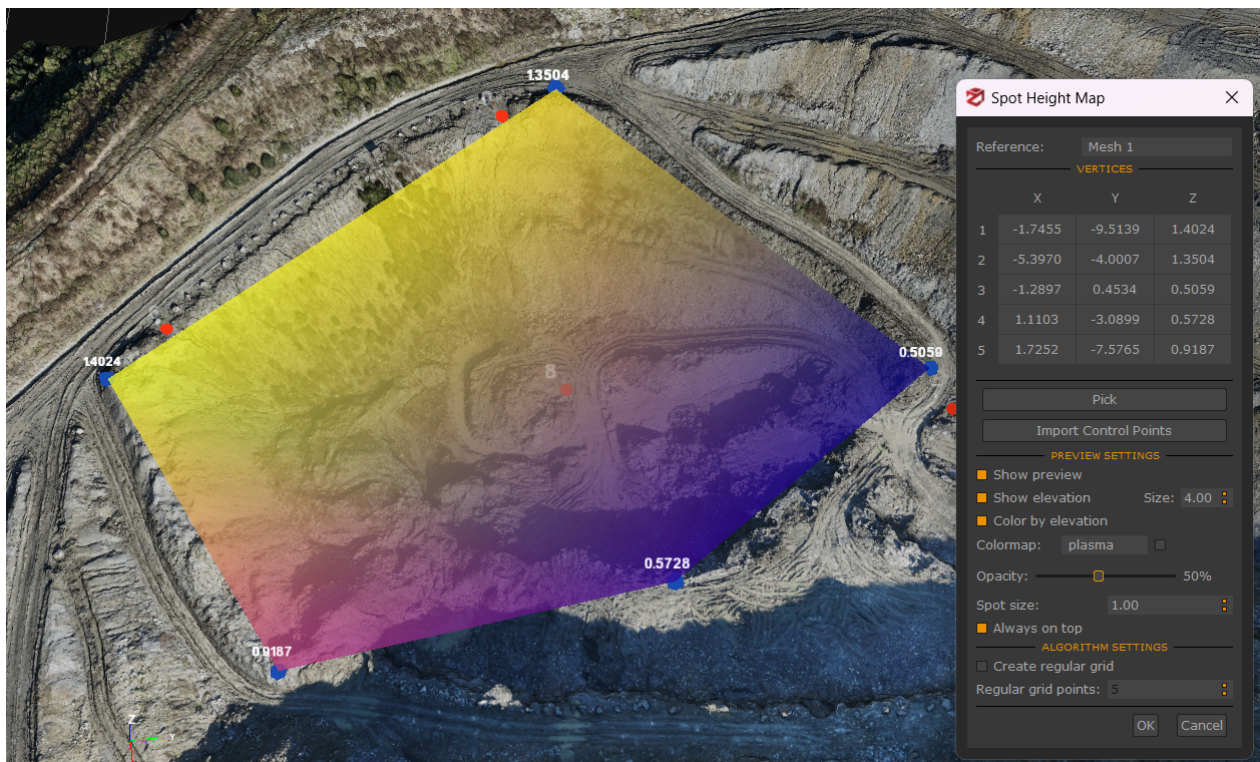 13504
Spot Height Map
Reference: Mesh 1
VERTICES
X Y Z
1 -1.7455 -9.5139 1.4024
2 -5.3970 -4.0007 1.3504
3 -1.2897 0.4534 0.5059
4 1.1103 -3.0899 0.5728
5 1.7252 -7.5765 0.9187
14024
0.5059
8
Pick
Import Control Points
PREVIEW SETTINGS
Show preview
Show elevation Size: 4.00
Color by elevation
Colormap: plasma
Opacity: 50%
Spot size: 1.00
Always on top
ALGORITHM SETTINGS
Create regular grid
Regular grid points: 5
OK Cancel
0.5728
0.9187
Z
Y